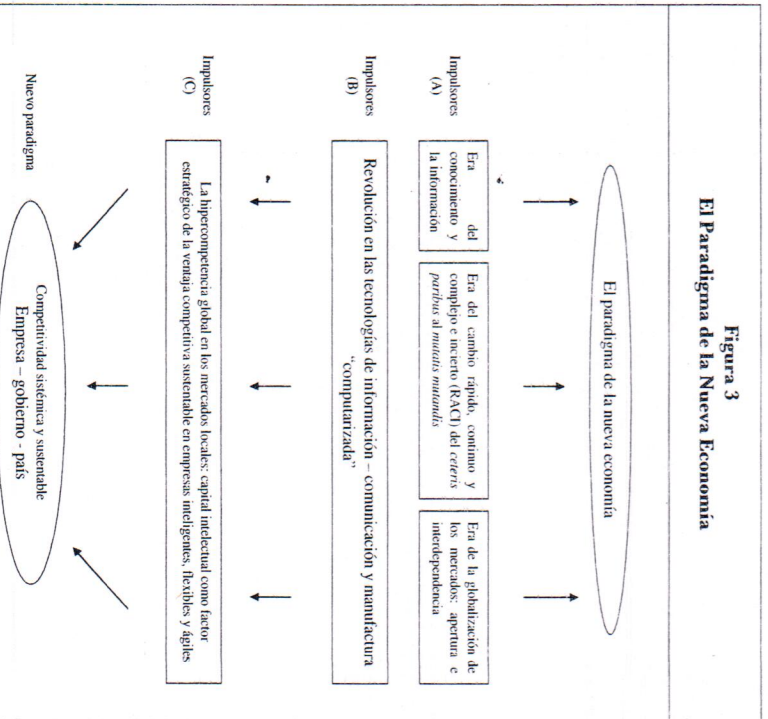 Figura 3
El Paradigma de la Nueva Economía
El paradigma de la nueva economía
Impulsores
(A)
Era del
conocimiento y
la información
Era del cambio rápido, continuo y
complejo e incierto (RACI) del ceteris
paribus al mutatis mutandis
Era de la globalización de
los mercados: apertura e
interdependencia
Impulsores
(B)
Revolución en las tecnologías de información – comunicación y manufactura
“computarizada”
Impulsores
(C)
La hipercompetencia global en los mercados locales: capital intelectual como factor
estratégico de la ventaja competitiva sustentable en empresas inteligentes, flexibles y ágiles
Nuevo paradigma
Competitividad sistémica y sustentable
Empresa – gobierno - país